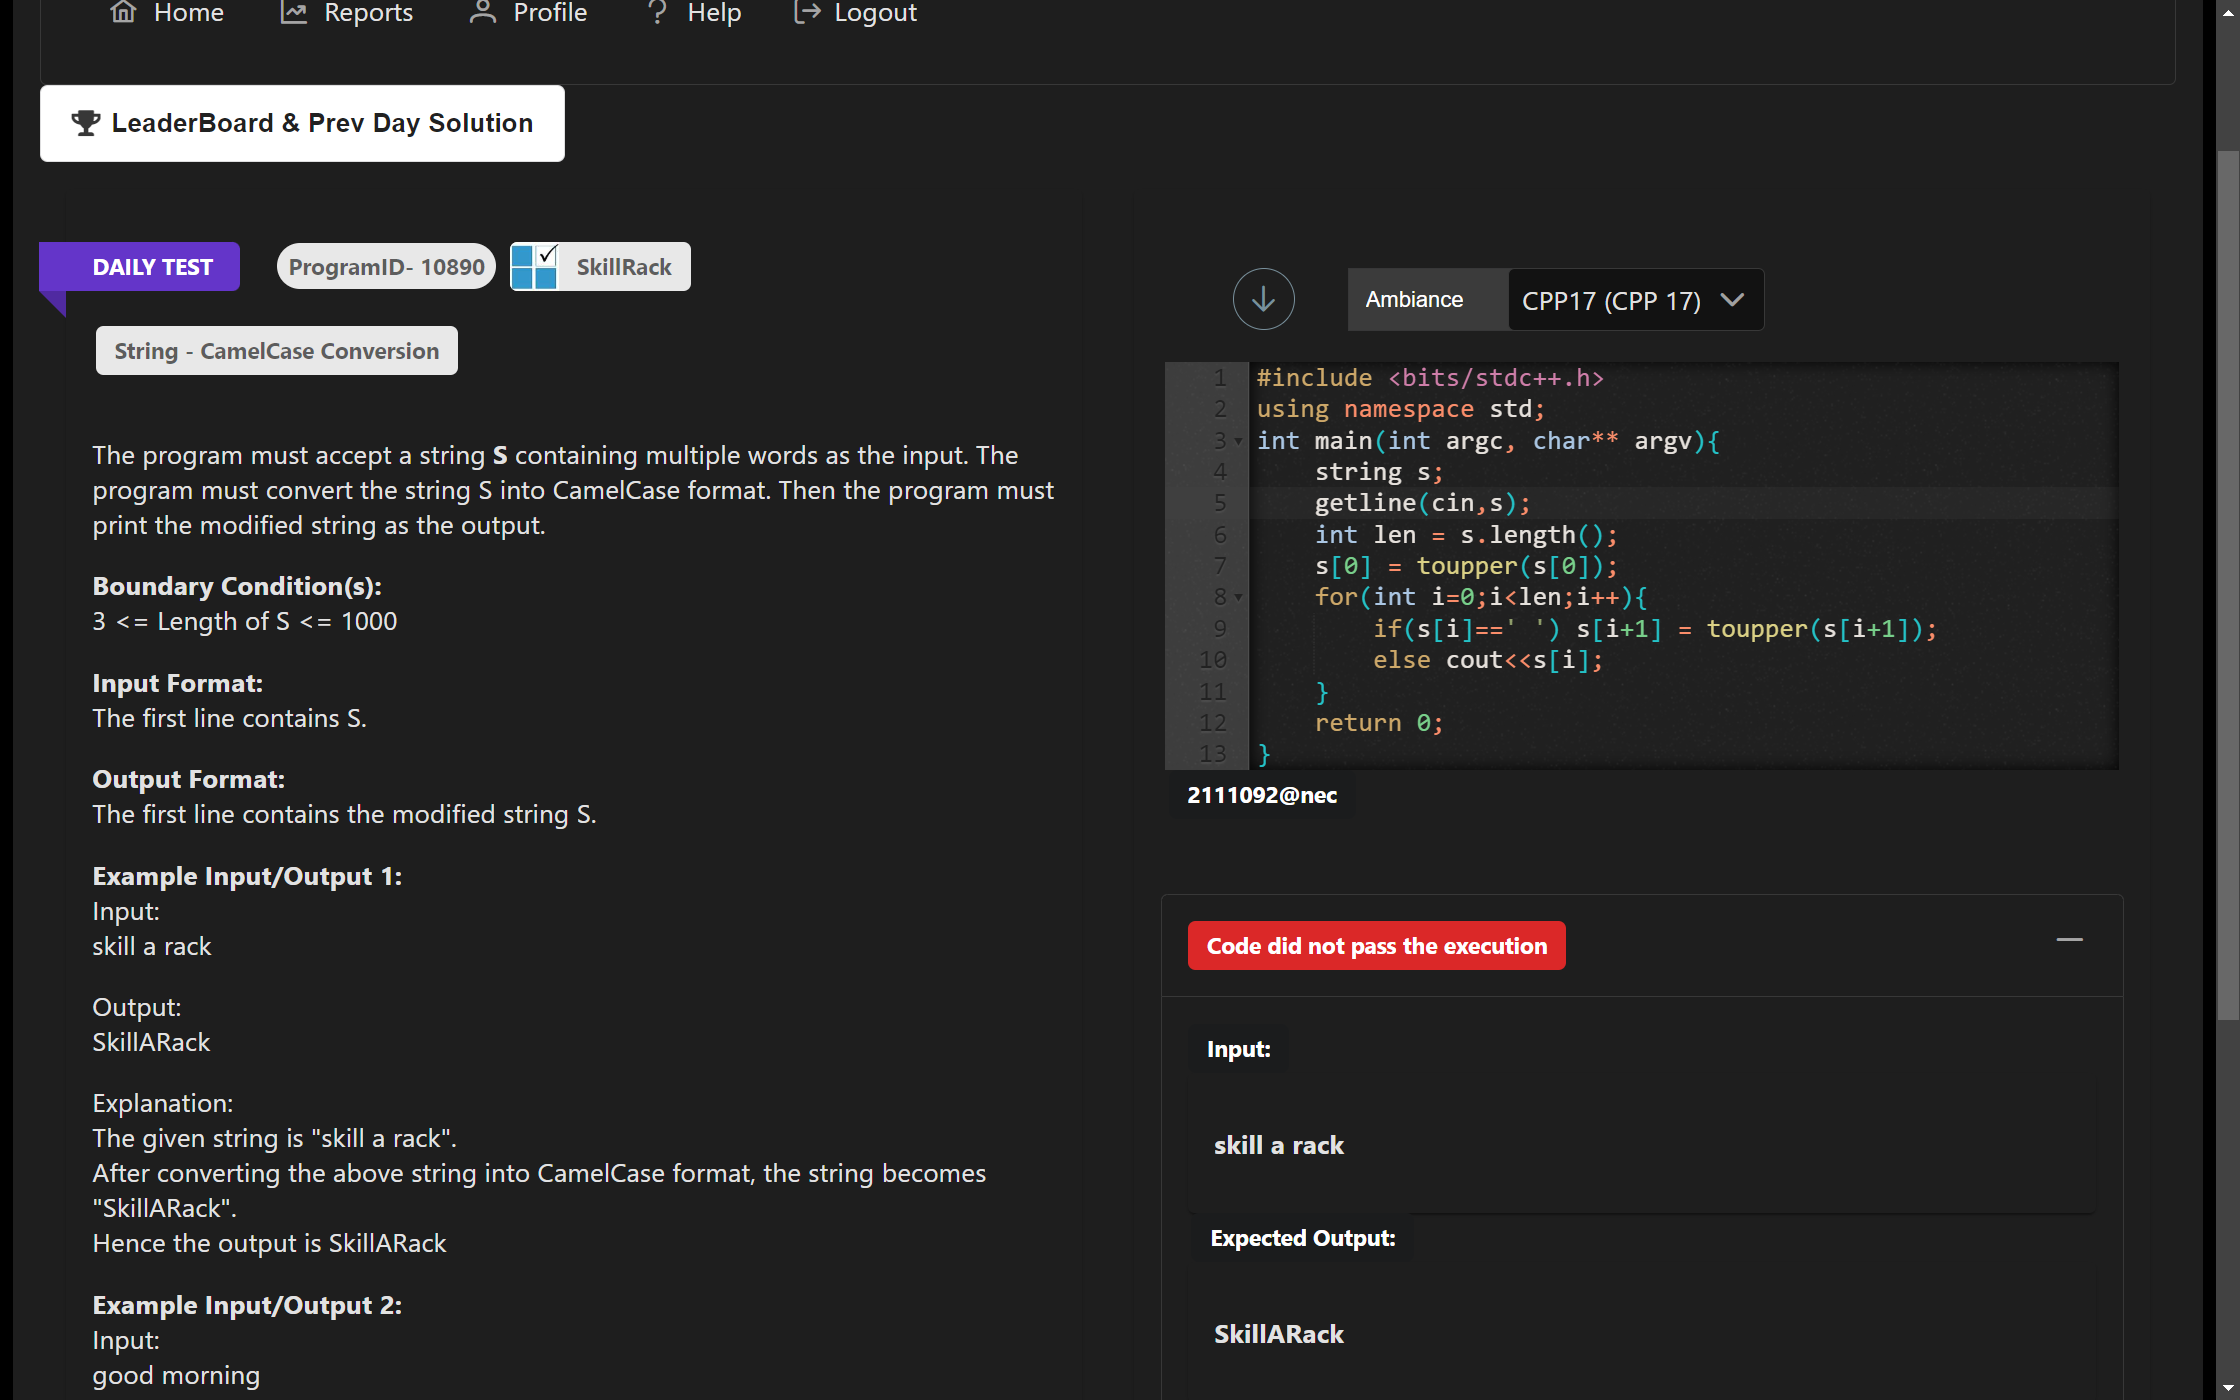 Home Reports Profile ? Help Logout
LeaderBoard & Prev Day Solution
DAILY TEST ProgramID- 10890 SkillRack
String - CamelCase Conversion
The program must accept a string S containing multiple words as the input. The
program must convert the string S into CamelCase format. Then the program must
print the modified string as the output.
Boundary Condition(s):
3 <= Length of S <= 1000
Input Format:
The first line contains S.
Output Format:
The first line contains the modified string S.
Example Input/Output 1:
Input:
skill a rack
Output:
SkillARack
Explanation:
The given string is "skill a rack".
After converting the above string into CamelCase format, the string becomes
"SkillARack".
Hence the output is SkillARack
Example Input/Output 2:
Input:
good morning
Ambiance CPP17 (CPP 17)
1 #include <bits/stdc++.h>
2 using namespace std;
3 int main(int argc, char** argv){
4 string s;
5 getline(cin,s);
6 int len = s.length();
7 s[0] = toupper(s[0]);
8 for(int i=0;i<len;i++){
9 if(s[i]==' ') s[i+1] = toupper(s[i+1]);
10 else cout<<s[i];
11 }
12 return 0;
13 }
2111092@nec
Code did not pass the execution
Input:
skill a rack
Expected Output:
SkillARack